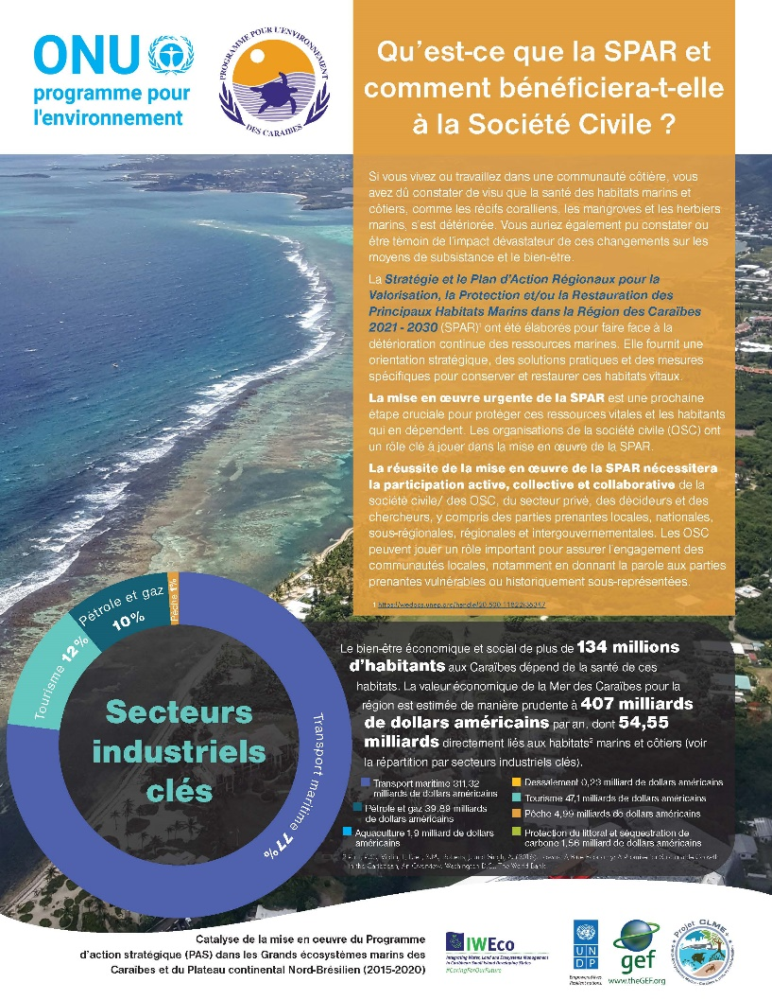 ONU
programme pour
l'environnement
PROGRAMME POUR L'ENVIRONNEMENT
DES CARAÏBES
Qu'est-ce que la SPAR et
comment bénéficiera-t-elle
à la Société Civile ?
Si vous vivez ou travaillez dans une communauté côtière, vous
avez dû constater de visu que la santé des habitats marins et
côtiers, comme les récifs coralliens, les mangroves et les herbiers
marins, s'est détériorée. Vous auriez également pu constater ou
être témoin de l'impact dévastateur de ces changements sur les
moyens de subsistance et le bien-être.
La Stratégie et le Plan d'Action Régionaux pour la
Valorisation, la Protection et/ou la Restauration des
Principaux Habitats Marins dans la Région des Caraïbes
2021 - 2030 (SPAR)¹ ont été élaborés pour faire face à la
détérioration continue des ressources marines. Elle fournit une
orientation stratégique, des solutions pratiques et des mesures
spécifiques pour conserver et restaurer ces habitats vitaux.
La mise en œuvre urgente de la SPAR est une prochaine
étape cruciale pour protéger ces ressources vitales et les habitants
qui en dépendent. Les organisations de la société civile (OSC) ont
un rôle clé à jouer dans la mise en œuvre de la SPAR.
La réussite de la mise en œuvre de la SPAR nécessitera
la participation active, collective et collaborative de la
société civile/ des OSC, du secteur privé, des décideurs et des
chercheurs, y compris des parties prenantes locales, nationales,
sous-régionales, régionales et intergouvernementales. Les OSC
peuvent jouer un rôle important pour assurer l'engagement des
communautés locales, notamment en donnant la parole aux parties
prenantes vulnérables ou historiquement sous-représentées.
1 https://wedocs.unep.org/handle/20.500.11822/36347
Pêche 1%
Pétrole et gaz
10%
Tourisme 12%
Transport maritime 77%
Secteurs
industriels
clés
Le bien-être économique et social de plus de 134 millions
d'habitants aux Caraïbes dépend de la santé de ces
habitats. La valeur économique de la Mer des Caraïbes pour la
région est estimée de manière prudente à 407 milliards
de dollars américains par an, dont 54,55
milliards directement liés aux habitats² marins et côtiers (voir
la répartition par secteurs industriels clés).
Transport maritime 311,32
milliards de dollars américains
Pétrole et gaz 39,89 milliards
de dollars américains
Aquaculture 1,9 milliard de dollars
américains
Dessalement 0,23 milliard de dollars américains
Tourisme 47,1 milliards de dollars américains
Pêche 4,99 milliards de dollars américains
Protection du littoral et séquestration de
carbone 1,56 milliard de dollars américains
in the Caribbean, An Overview. Washington D.C., The World Bank
Catalyse de la mise en oeuvre du Programme
d'action stratégique (PAS) dans les Grands écosystèmes marins des
Caraïbes et du Plateau continental Nord-Brésilien (2015-2020)
IWEco
Integrating Water, Land and Ecosystems Management
in Caribbean Small Island Developing States
#CaringForOurFuture
UNDP
Empowered lives.
Resilient nations.
gef
www.theGEF.org
Projet CLME+